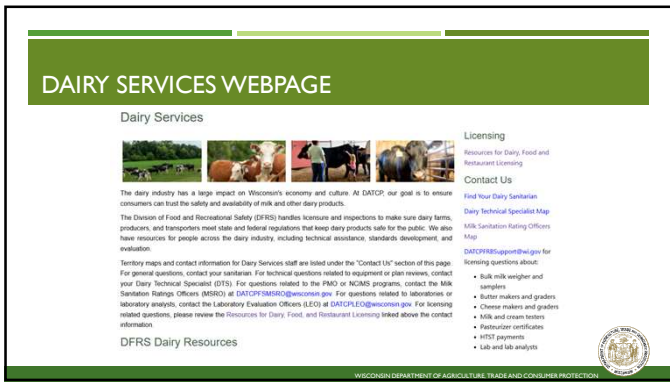 DAIRY SERVICES WEBPAGE
Dairy Services
The dairy industry has a large impact on Wisconsin's economy and culture. At DATCP, our goal is to ensure
consumers can trust the safety and availability of milk and other dairy products.
The Division of Food and Recreational Safety (DFRS) handles licensure and inspections to make sure dairy farms,
producers, and transporters meet state and federal regulations that keep dairy products safe for the public. We also
have resources for people across the dairy industry, including technical assistance, standards development, and
evaluation.
Territory maps and contact information for Dairy Services staff are listed under the "Contact Us" section of this page.
For general questions, contact your sanitarian. For technical questions related to equipment or plan reviews, contact
your Dairy Technical Specialist (DTS). For questions related to the PMO or NCIMS programs, contact the Milk
Sanitation Ratings Officers (MSRO) at DATCPFSMSRO@wisconsin.gov. For questions related to laboratories or
laboratory analysts, contact the Laboratory Evaluation Officers (LEO) at DATCPLEO@wisconsin.gov. For licensing
related questions, please review the Resources for Dairy, Food, and Restaurant Licensing linked above the contact
information.
DFRS Dairy Resources
Licensing
Resources for Dairy, Food and
Restaurant Licensing
Contact Us
Find Your Dairy Sanitarian
Dairy Technical Specialist Map
Milk Sanitation Rating Officers
Map
DATCPFRBSupport@wi.gov for
licensing questions about:
• Bulk milk weigher and
samplers
• Butter makers and graders
• Cheese makers and graders
• Milk and cream testers
• Pasteurizer certificates
• HTST payments
• Lab and lab analysts
WISCONSIN DEPARTMENT OF AGRICULTURE, TRADE AND CONSUMER PROTECTION